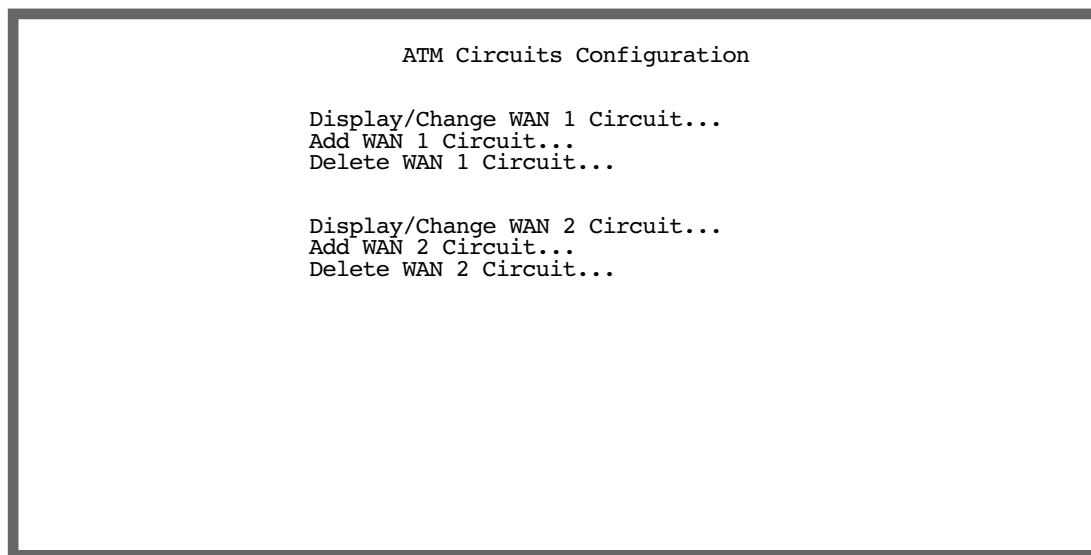 ATM Circuits Configuration
Display/Change WAN 1 Circuit...
Add WAN 1 Circuit...
Delete WAN 1 Circuit...
Display/Change WAN 2 Circuit...
Add WAN 2 Circuit...
Delete WAN 2 Circuit...